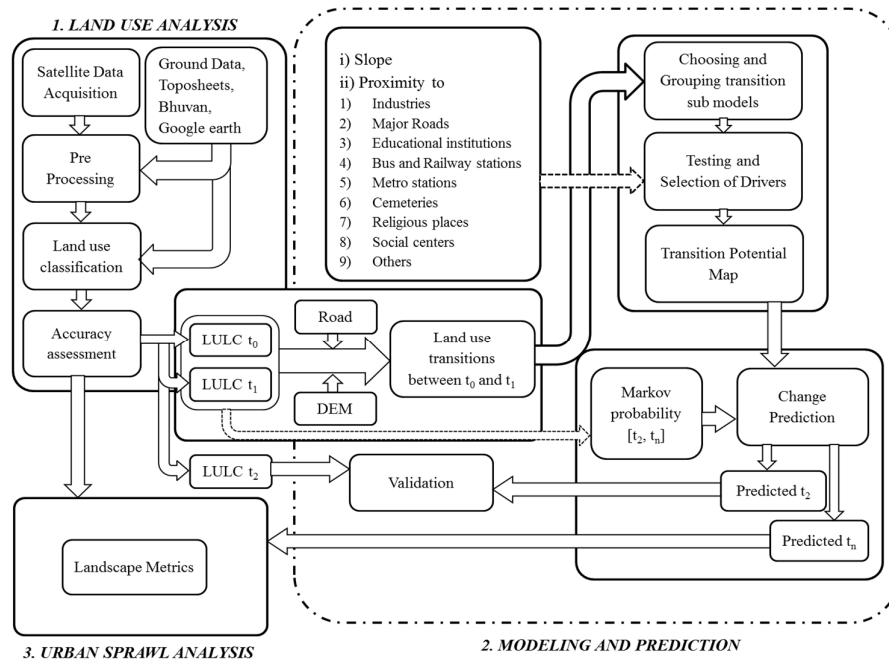 1. LAND USE ANALYSIS
Satellite Data
Acquisition
Ground Data,
Toposheets,
Bhuvan,
Google earth
Pre
Processing
Land use
classification
Accuracy
assessment
i) Slope
ii) Proximity to
1) Industries
2) Major Roads
3) Educational institutions
4) Bus and Railway stations
5) Metro stations
6) Cemeteries
7) Religious places
8) Social centers
9) Others
Choosing and
Grouping transition
sub models
Testing and
Selection of Drivers
Transition Potential
Map
LULC t0
LULC t1
Road
DEM
Land use
transitions
between t0 and t1
Markov
probability
[t2, tn]
Change
Prediction
LULC t2
Validation
Predicted t2
Predicted tn
Landscape Metrics
3. URBAN SPRAWL ANALYSIS
2. MODELING AND PREDICTION